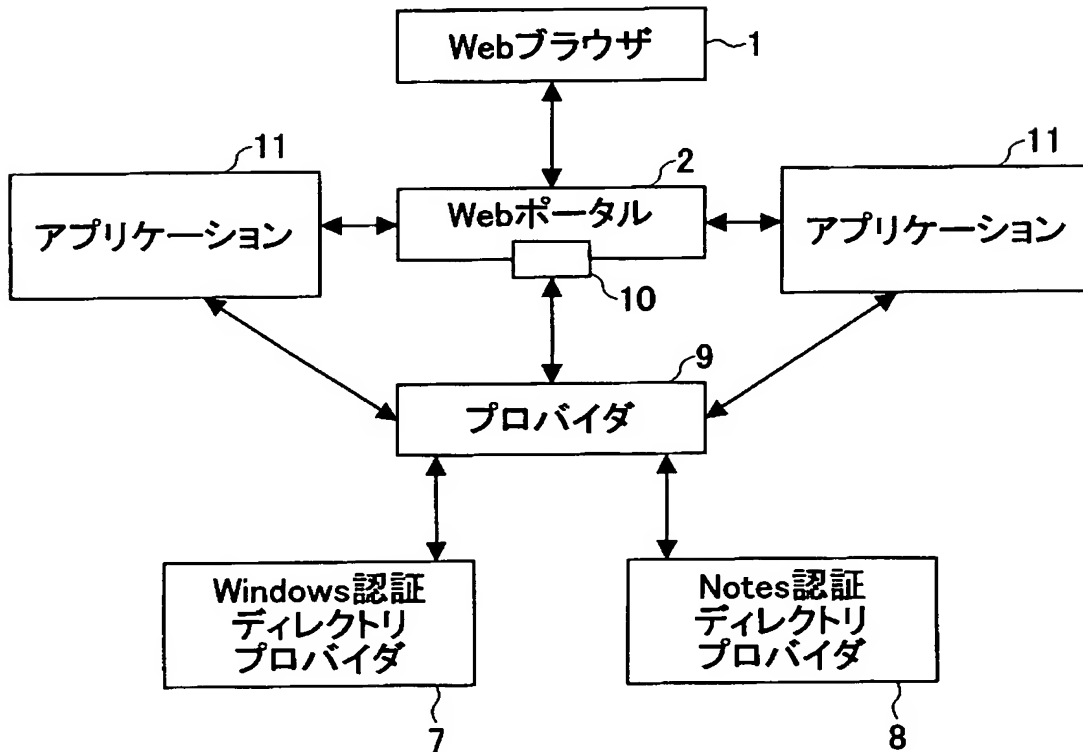 Webブラウザ
1
11
アプリケーション
2
Webポータル
10
11
アプリケーション
9
プロバイダ
Windows認証
ディレクトリ
プロバイダ
7
Notes認証
ディレクトリ
プロバイダ
8